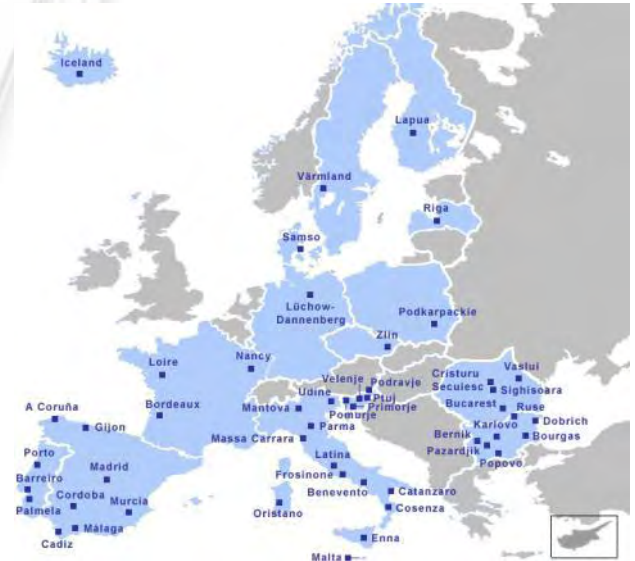 Iceland
Lapua
Värmland
Riga
Samso
Lüchow-
Dannenberg
Podkarpackie
Zlin
Loire
Nancy
Velenje
Podravje
Cristuru
Secuiesc
Vaslui
Udine
Ptuj
Sighisoara
A Coruña
Bordeaux
Mantova
Pomurje
Primorje
Bucarest
Ruse
Gijon
Parma
Karlovo
Dobrich
Massa Carrara
Bernik
Bourgas
Porto
Madrid
Latina
Pazardjik
Popovo
Barreiro
Frosinone
Palmela
Cordoba
Murcia
Benevento
Catanzaro
Oristano
Cosenza
Cadiz
Màlaga
Enna
Malta